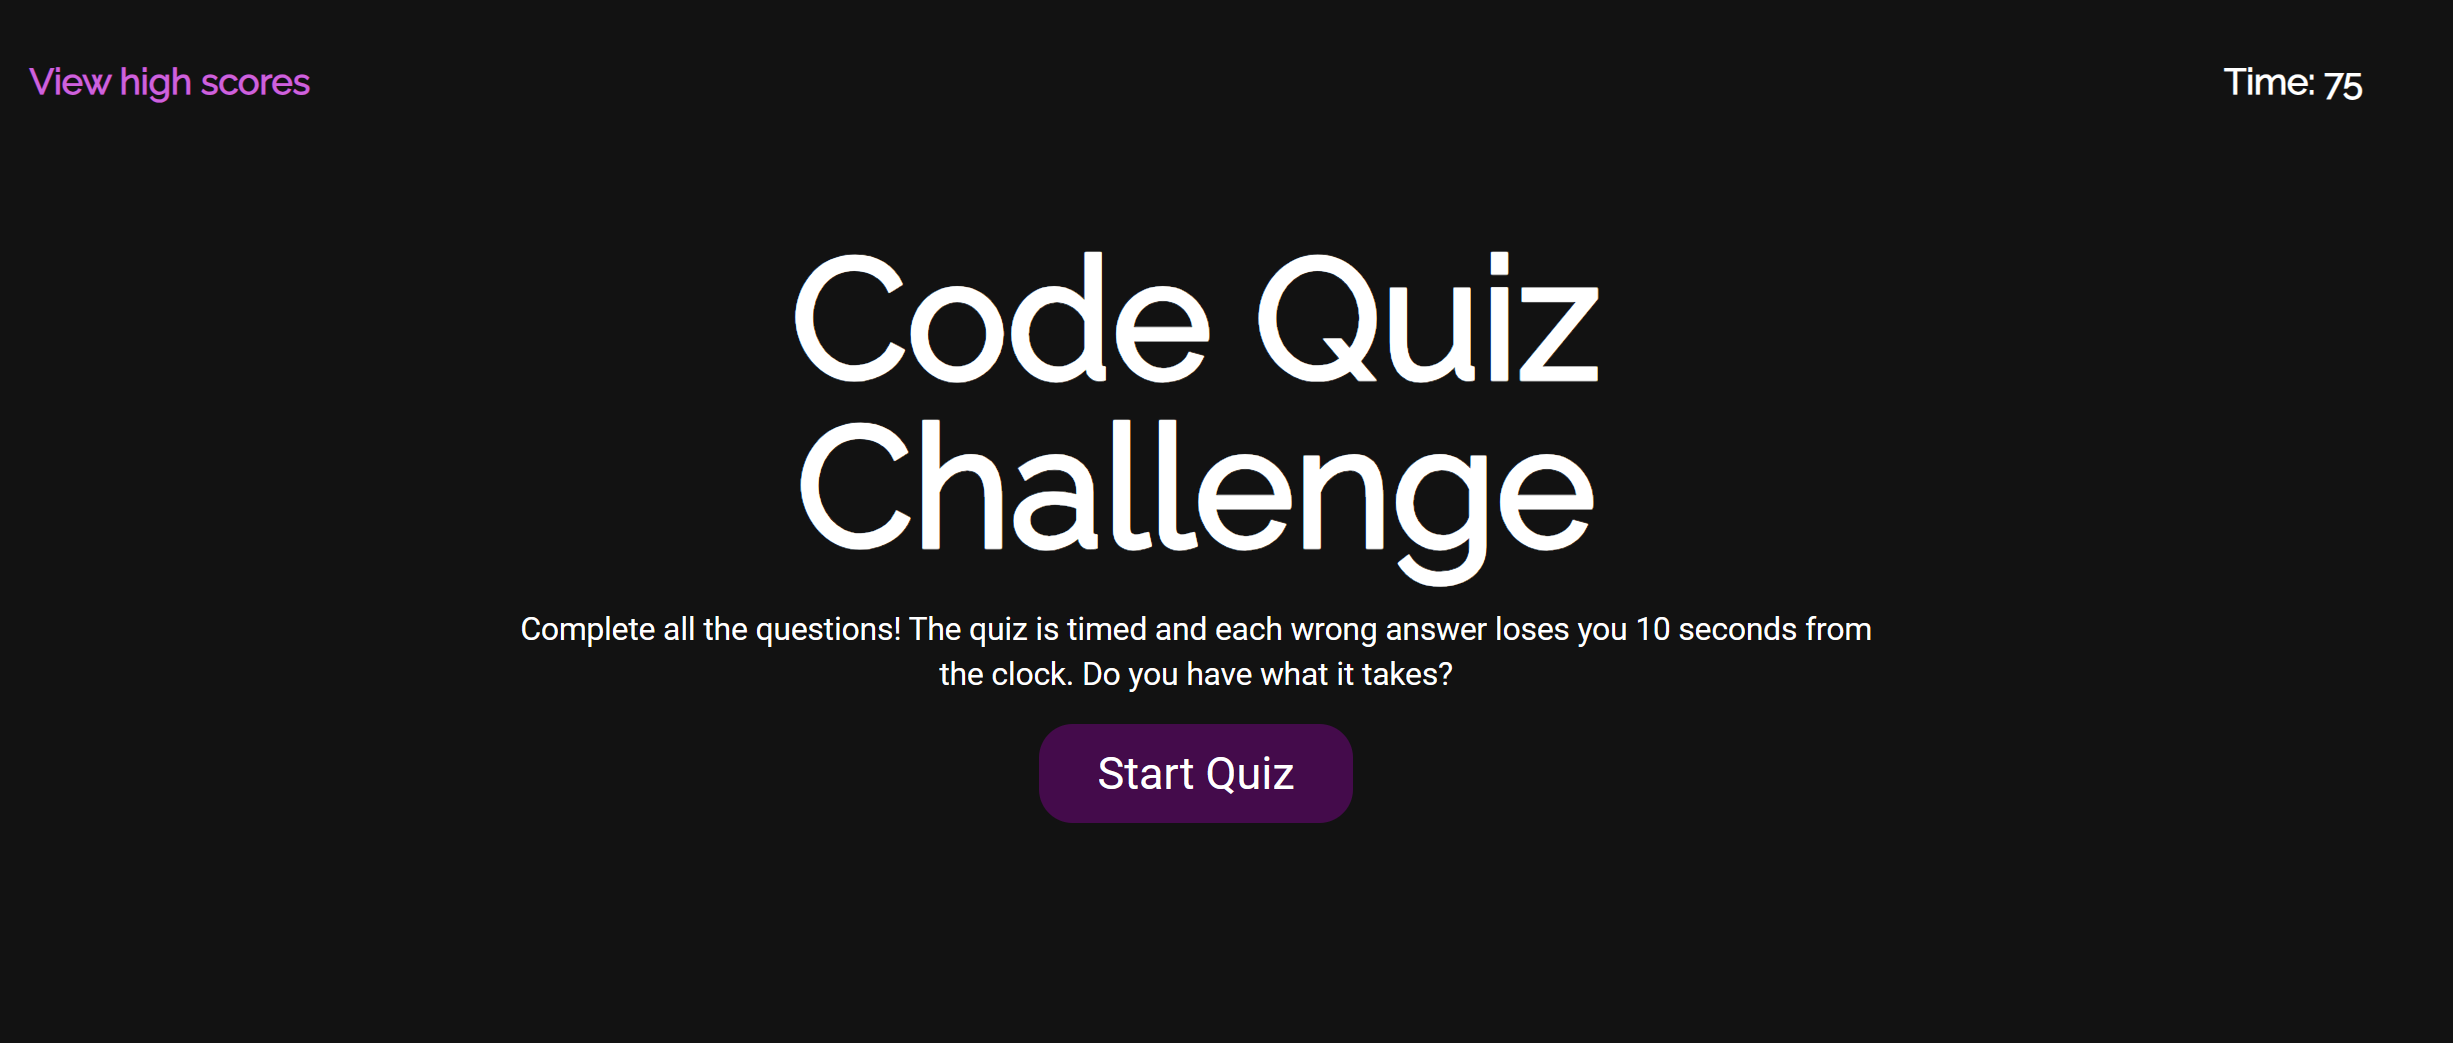 View high scores
Time: 75
Code Quiz
Challenge
Complete all the questions! The quiz is timed and each wrong answer loses you 10 seconds from
the clock. Do you have what it takes?
Start Quiz